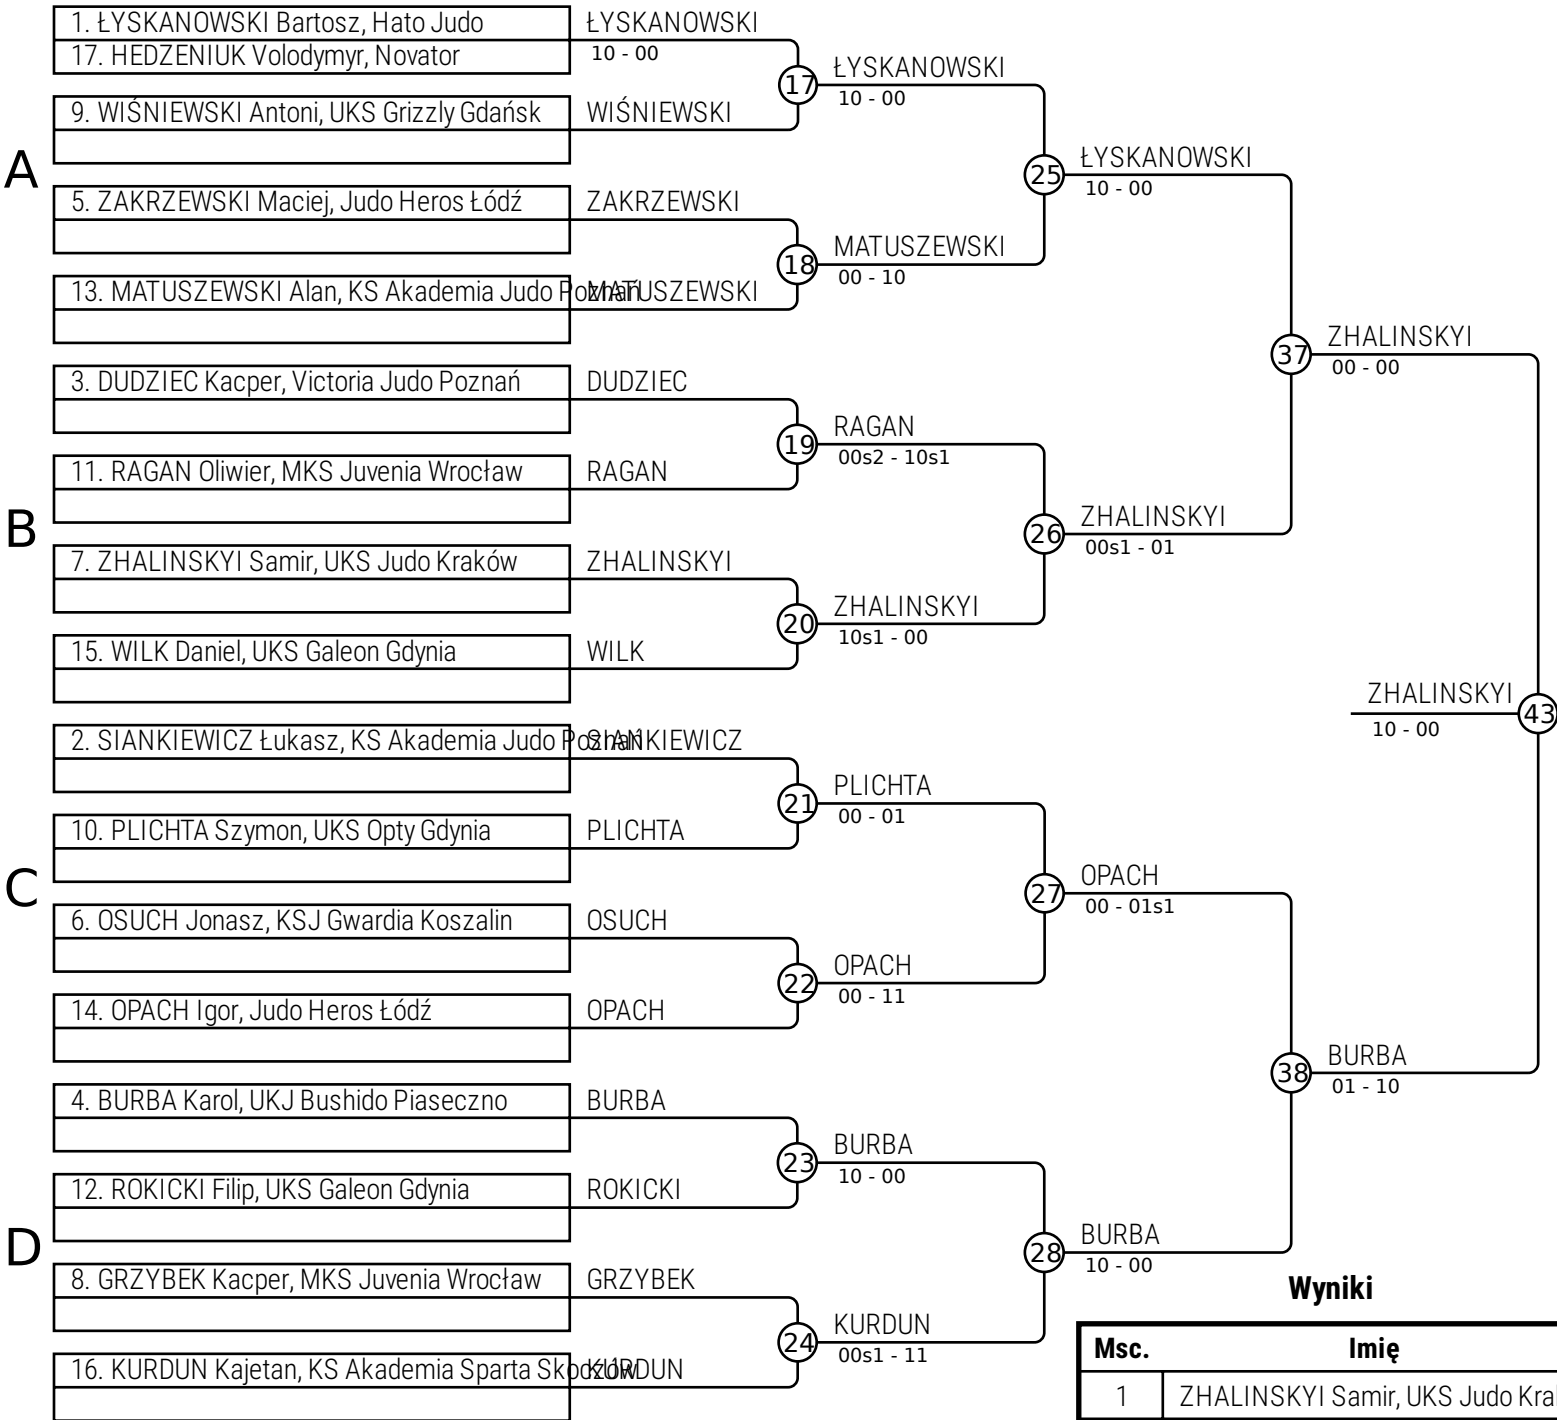 1. ŁYSKANOWSKI Bartosz, Hato Judo
17. HEDZENIUK Volodymyr, Novator
9. WIŚNIEWSKI Antoni, UKS Grizzly Gdańsk
A
5. ZAKRZEWSKI Maciej, Judo Heros Łódź
13. MATUSZEWSKI Alan, KS Akademia Judo Poznań
3. DUDZIEC Kacper, Victoria Judo Poznań
11. RAGAN Oliwier, MKS Juvenia Wrocław
B
7. ZHALINSKYI Samir, UKS Judo Kraków
15. WILK Daniel, UKS Galeon Gdynia
2. SIANKIEWICZ Łukasz, KS Akademia Judo Poznań
10. PLICHTA Szymon, UKS Opty Gdynia
C
6. OSUCH Jonasz, KSJ Gwardia Koszalin
14. OPACH Igor, Judo Heros Łódź
4. BURBA Karol, UKJ Bushido Piaseczno
12. ROKICKI Filip, UKS Galeon Gdynia
D
8. GRZYBEK Kacper, MKS Juvenia Wrocław
16. KURDUN Kajetan, KS Akademia Sparta Skoczów
ŁYSKANOWSKI
10 - 00
WIŚNIEWSKI
ZAKRZEWSKI
MATUSZEWSKI
DUDZIEC
RAGAN
ZHALINSKYI
WILK
SIANKIEWICZ
PLICHTA
OSUCH
OPACH
BURBA
ROKICKI
GRZYBEK
KURDUN
17
ŁYSKANOWSKI
10 - 00
18
MATUSZEWSKI
00 - 10
19
RAGAN
00s2 - 10s1
20
ZHALINSKYI
10s1 - 00
21
PLICHTA
00 - 01
22
OPACH
00 - 11
23
BURBA
10 - 00
24
KURDUN
00s1 - 11
25
ŁYSKANOWSKI
10 - 00
26
ZHALINSKYI
00s1 - 01
27
OPACH
00 - 01s1
28
BURBA
10 - 00
37
ZHALINSKYI
00 - 00
38
BURBA
01 - 10
ZHALINSKYI
43
10 - 00
Wyniki
Msc. Imię
1 ZHALINSKYI Samir, UKS Judo Kra